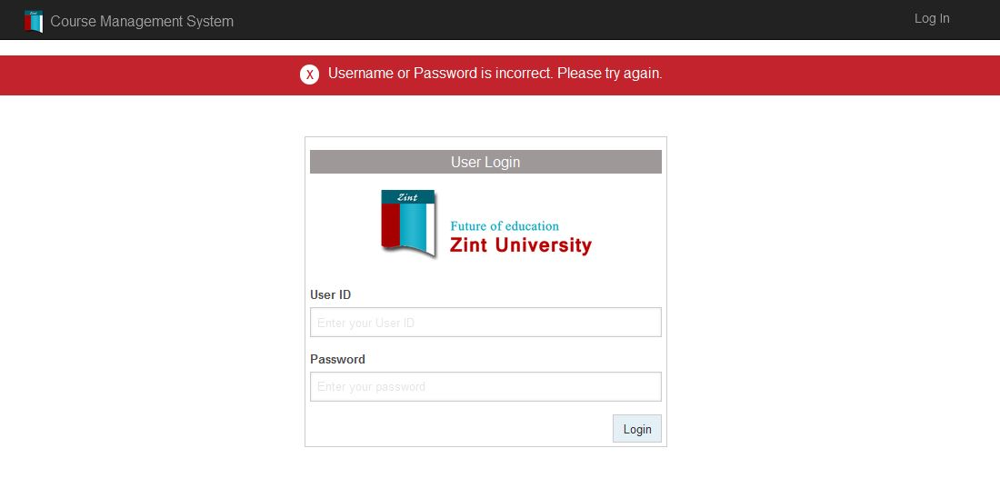 Course Management System
Log In
X Username or Password is incorrect. Please try again.
User Login
Zint
Future of education
Zint University
User ID
Enter your User ID
Password
Enter your password
Login